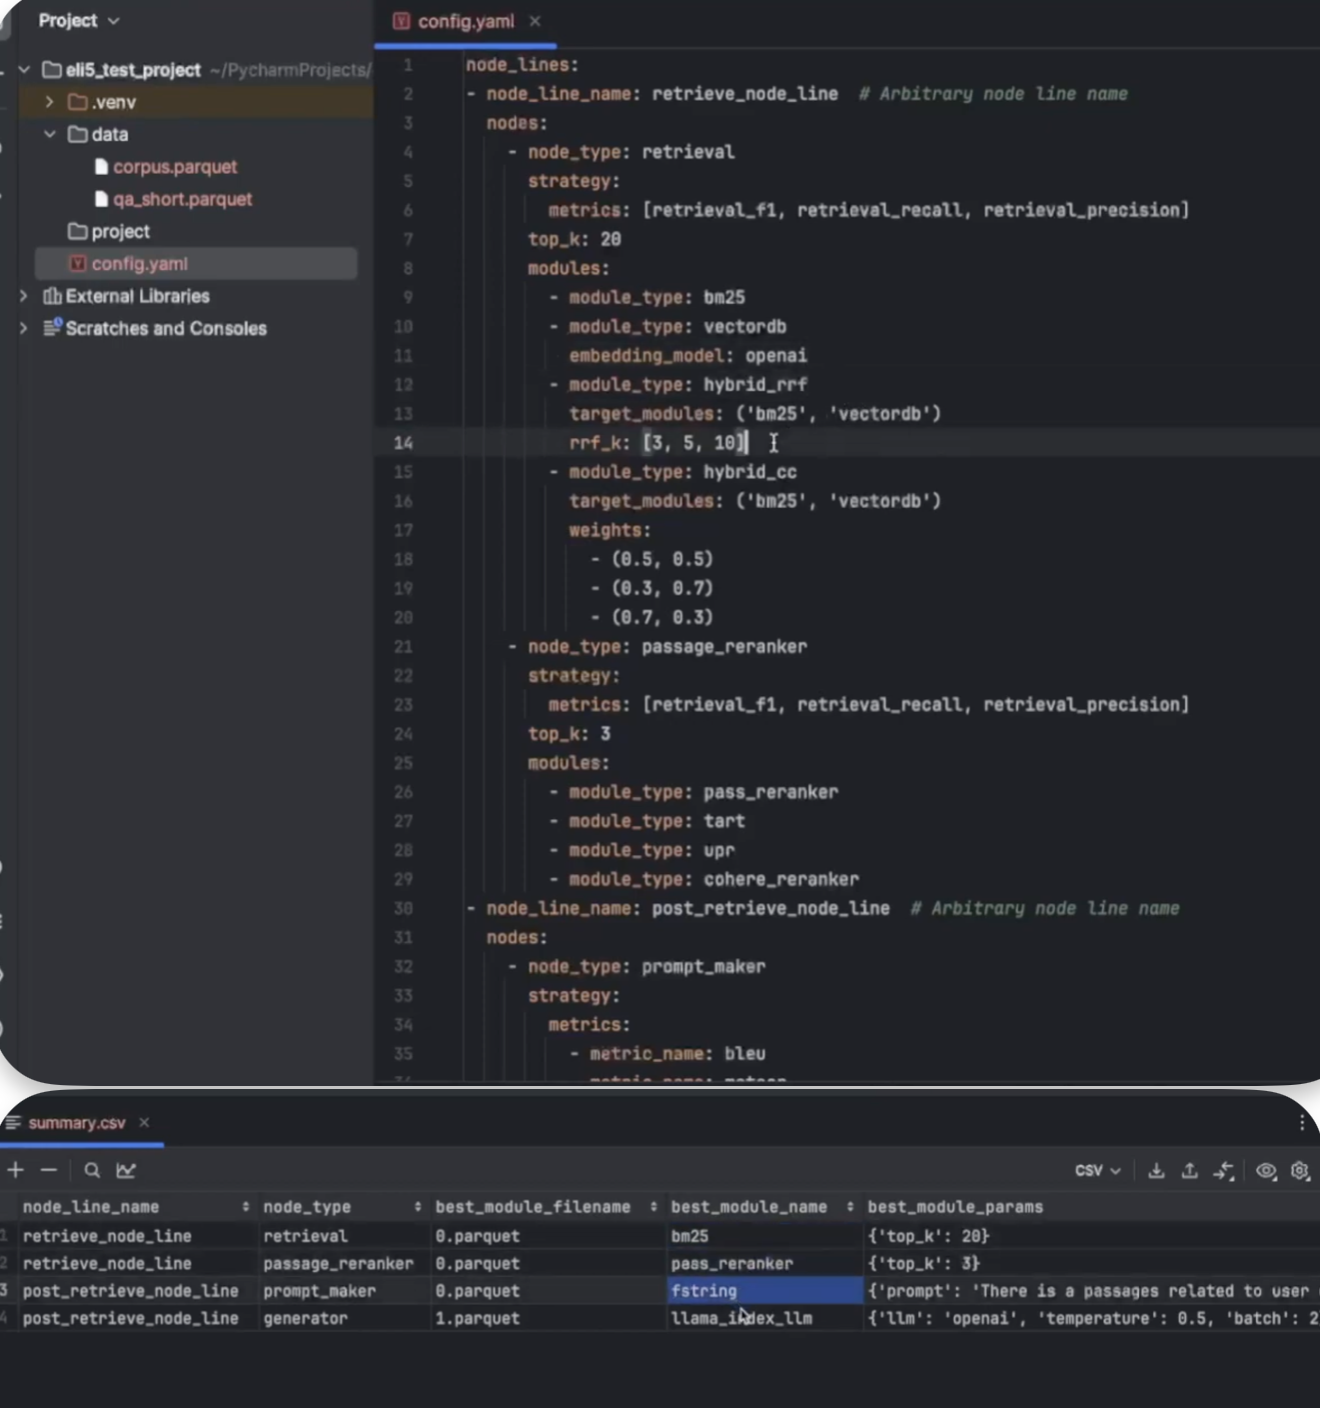 Project
eli5_test_project ~/PycharmProjects/
.venv
data
corpus.parquet
qa_short.parquet
project
config.yaml
External Libraries
Scratches and Consoles
config.yaml
1 node_lines:
2 - node_line_name: retrieve_node_line # Arbitrary node line name
3 nodes:
4 - node_type: retrieval
5 strategy:
6 metrics: [retrieval_f1, retrieval_recall, retrieval_precision]
7 top_k: 20
8 modules:
9 - module_type: bm25
10 - module_type: vectordb
11 embedding_model: openai
12 - module_type: hybrid_rrf
13 target_modules: ('bm25', 'vectordb')
14 rrf_k: [3, 5, 10]
15 - module_type: hybrid_cc
16 target_modules: ('bm25', 'vectordb')
17 weights:
18 - (0.5, 0.5)
19 - (0.3, 0.7)
20 - (0.7, 0.3)
21 - node_type: passage_reranker
22 strategy:
23 metrics: [retrieval_f1, retrieval_recall, retrieval_precision]
24 top_k: 3
25 modules:
26 - module_type: pass_reranker
27 - module_type: tart
28 - module_type: upr
29 - module_type: cohere_reranker
30 - node_line_name: post_retrieve_node_line # Arbitrary node line name
31 nodes:
32 - node_type: prompt_maker
33 strategy:
34 metrics:
35 - metric_name: bleu
summary.csv
CSV
node_line_name node_type best_module_filename best_module_name best_module_params
1 retrieve_node_line retrieval 0.parquet bm25 {'top_k': 20}
2 retrieve_node_line passage_reranker 0.parquet pass_reranker {'top_k': 3}
3 post_retrieve_node_line prompt_maker 0.parquet fstring {'prompt': 'There is a passages related to user
4 post_retrieve_node_line generator 1.parquet llama_index_llm {'llm': 'openai', 'temperature': 0.5, 'batch': 2